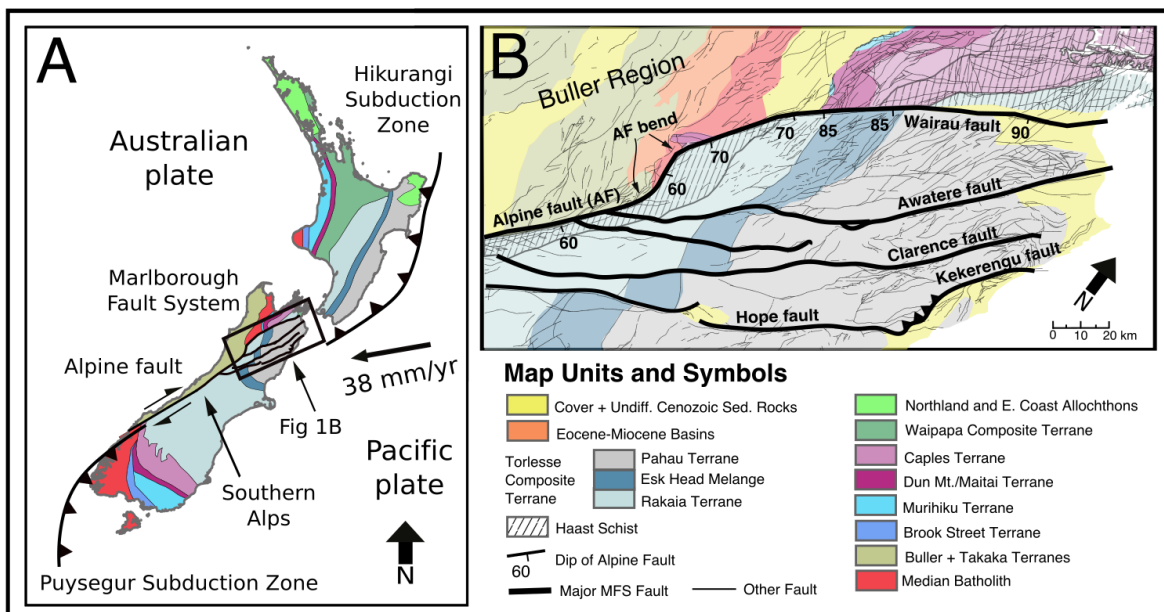 A
Hikurangi
Subduction
Zone
Australian
plate
Marlborough
Fault System
Alpine fault
38 mm/yr
Fig 1B
Pacific
plate
Southern
Alps
N
Puysegur Subduction Zone
B
Buller Region
AF bend
70
85
85
Wairau fault
90
70
60
Alpine fault (AF)
60
Awatere fault
Clarence fault
Kekerengu fault
Hope fault
N
0 10 20 km
Map Units and Symbols
Cover + Undiff. Cenozoic Sed. Rocks
Eocene-Miocene Basins
Torlesse
Composite
Terrane
Pahau Terrane
Esk Head Melange
Rakaia Terrane
Haast Schist
Dip of Alpine Fault
60
Major MFS Fault
Other Fault
Northland and E. Coast Allochthons
Waipapa Composite Terrane
Caples Terrane
Dun Mt./Maitai Terrane
Murihiku Terrane
Brook Street Terrane
Buller + Takaka Terranes
Median Batholith